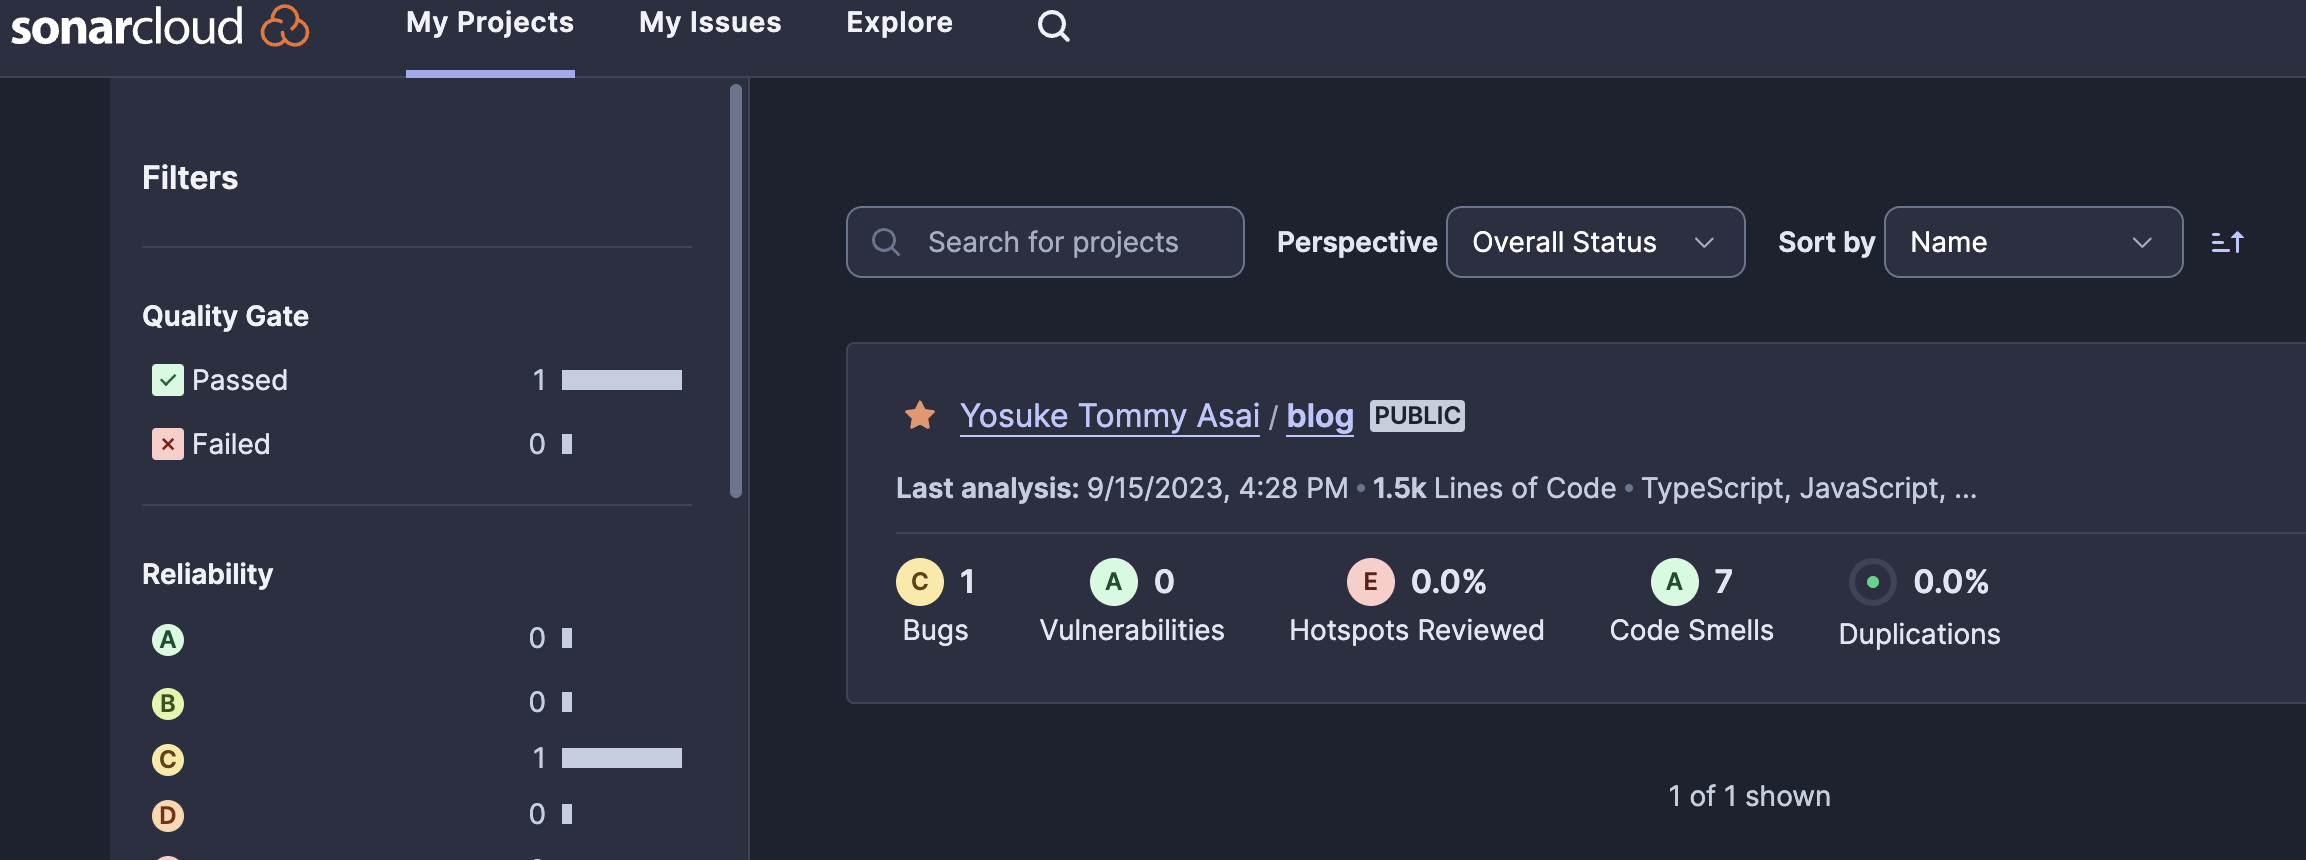 sonarcloud My Projects My Issues Explore
Filters
Quality Gate
Passed 1
Failed 0
Reliability
A 0
B 0
C 1
D 0
Search for projects Perspective Overall Status Sort by Name
Yosuke Tommy Asai / blog PUBLIC
Last analysis: 9/15/2023, 4:28 PM • 1.5k Lines of Code • TypeScript, JavaScript, ...
C 1 A 0 E 0.0% A 7 0.0%
Bugs Vulnerabilities Hotspots Reviewed Code Smells Duplications
1 of 1 shown